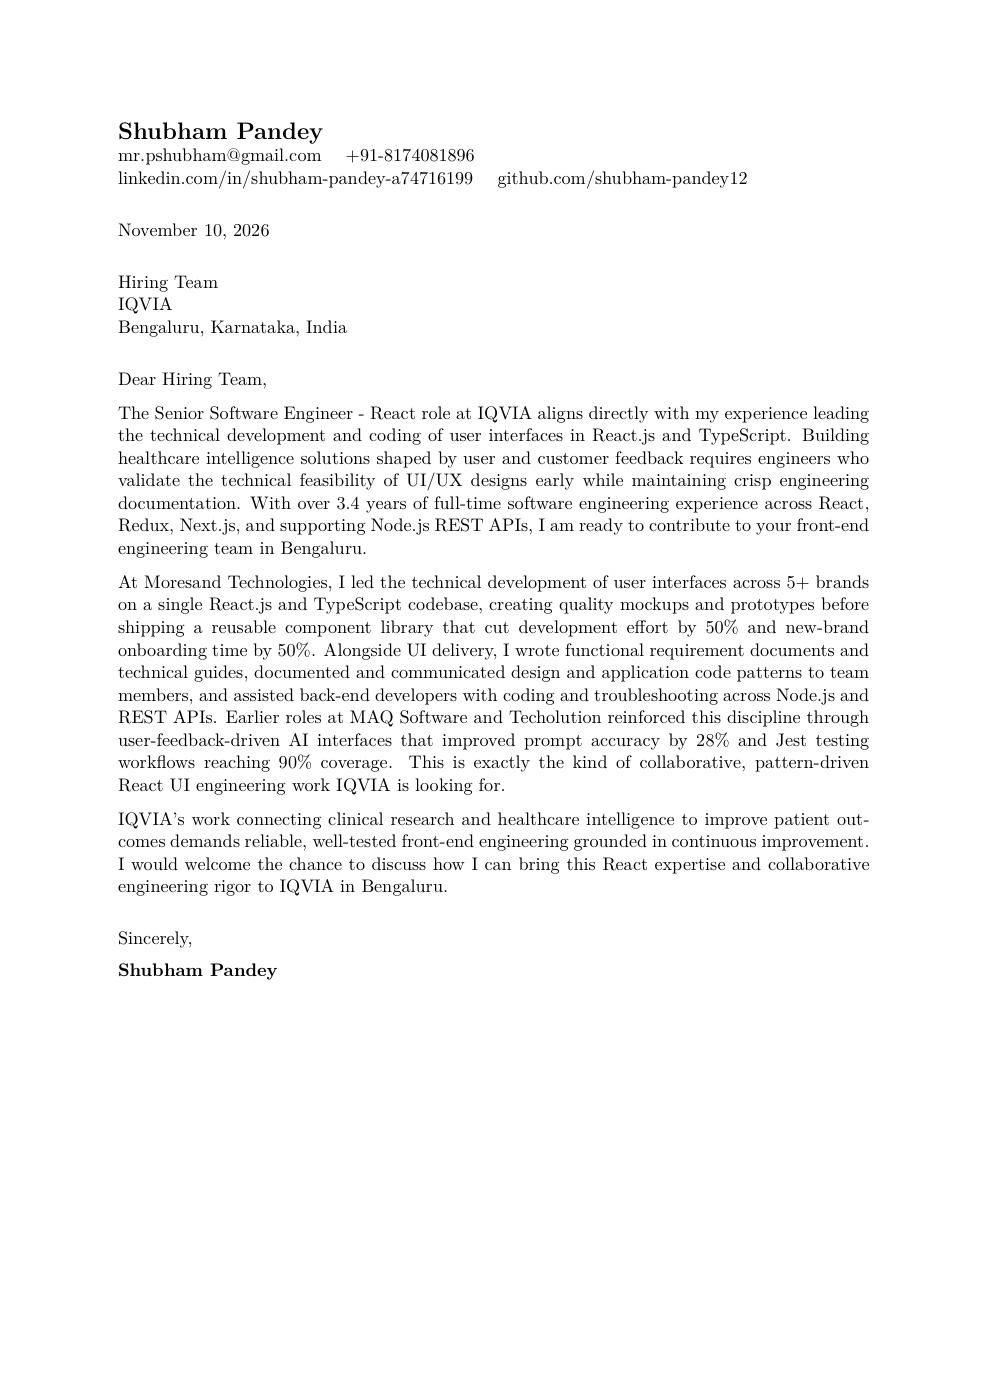 Shubham Pandey
mr.pshubham@gmail.com +91-8174081896
linkedin.com/in/shubham-pandey-a74716199 github.com/shubham-pandey12
November 10, 2026
Hiring Team
IQVIA
Bengaluru, Karnataka, India
Dear Hiring Team,
The Senior Software Engineer - React role at IQVIA aligns directly with my experience leading
the technical development and coding of user interfaces in React.js and TypeScript. Building
healthcare intelligence solutions shaped by user and customer feedback requires engineers who
validate the technical feasibility of UI/UX designs early while maintaining crisp engineering
documentation. With over 3.4 years of full-time software engineering experience across React,
Redux, Next.js, and supporting Node.js REST APIs, I am ready to contribute to your front-end
engineering team in Bengaluru.
At Moresand Technologies, I led the technical development of user interfaces across 5+ brands
on a single React.js and TypeScript codebase, creating quality mockups and prototypes before
shipping a reusable component library that cut development effort by 50% and new-brand
onboarding time by 50%. Alongside UI delivery, I wrote functional requirement documents and
technical guides, documented and communicated design and application code patterns to team
members, and assisted back-end developers with coding and troubleshooting across Node.js and
REST APIs. Earlier roles at MAQ Software and Techolution reinforced this discipline through
user-feedback-driven AI interfaces that improved prompt accuracy by 28% and Jest testing
workflows reaching 90% coverage. This is exactly the kind of collaborative, pattern-driven
React UI engineering work IQVIA is looking for.
IQVIA's work connecting clinical research and healthcare intelligence to improve patient out-
comes demands reliable, well-tested front-end engineering grounded in continuous improvement.
I would welcome the chance to discuss how I can bring this React expertise and collaborative
engineering rigor to IQVIA in Bengaluru.
Sincerely,
Shubham Pandey